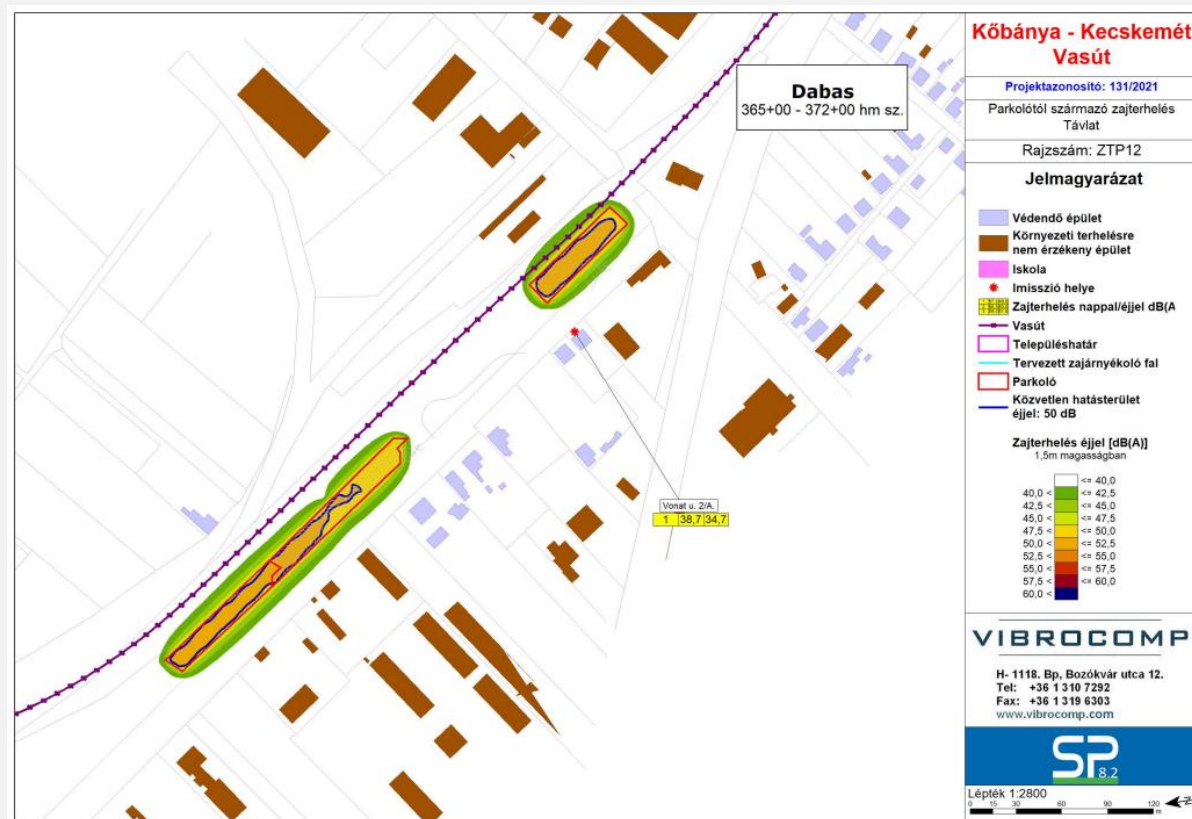 Dabas
365+00 - 372+00 hm sz.
Vonat u. 2/A.
1 38,7 34,7
Kőbánya - Kecskemét
Vasút
Projektazonosító: 131/2021
Parkolótól származó zajterhelés
Távlat
Rajzszám: ZTP12
Jelmagyarázat
Védendő épület
Környezeti terhelésre
nem érzékeny épület
Iskola
Imisszió helye
Zajterhelés nappal/éjjel dB(A
Vasút
Településhatár
Tervezett zajárnyékoló fal
Parkoló
Közvetlen hatásterület
éjjel: 50 dB
Zajterhelés éjjel [dB(A)]
1,5m magasságban
<= 40,0
40,0 < <= 42,5
42,5 < <= 45,0
45,0 < <= 47,5
47,5 < <= 50,0
50,0 < <= 52,5
52,5 < <= 55,0
55,0 < <= 57,5
57,5 < <= 60,0
60,0 <
VIBROCOMP
H- 1118. Bp, Bozókvár utca 12.
Tel: +36 1 310 7292
Fax: +36 1 319 6303
www.vibrocomp.com
SP 8.2
Lépték 1:2800
0 15 30 60 90 120
m